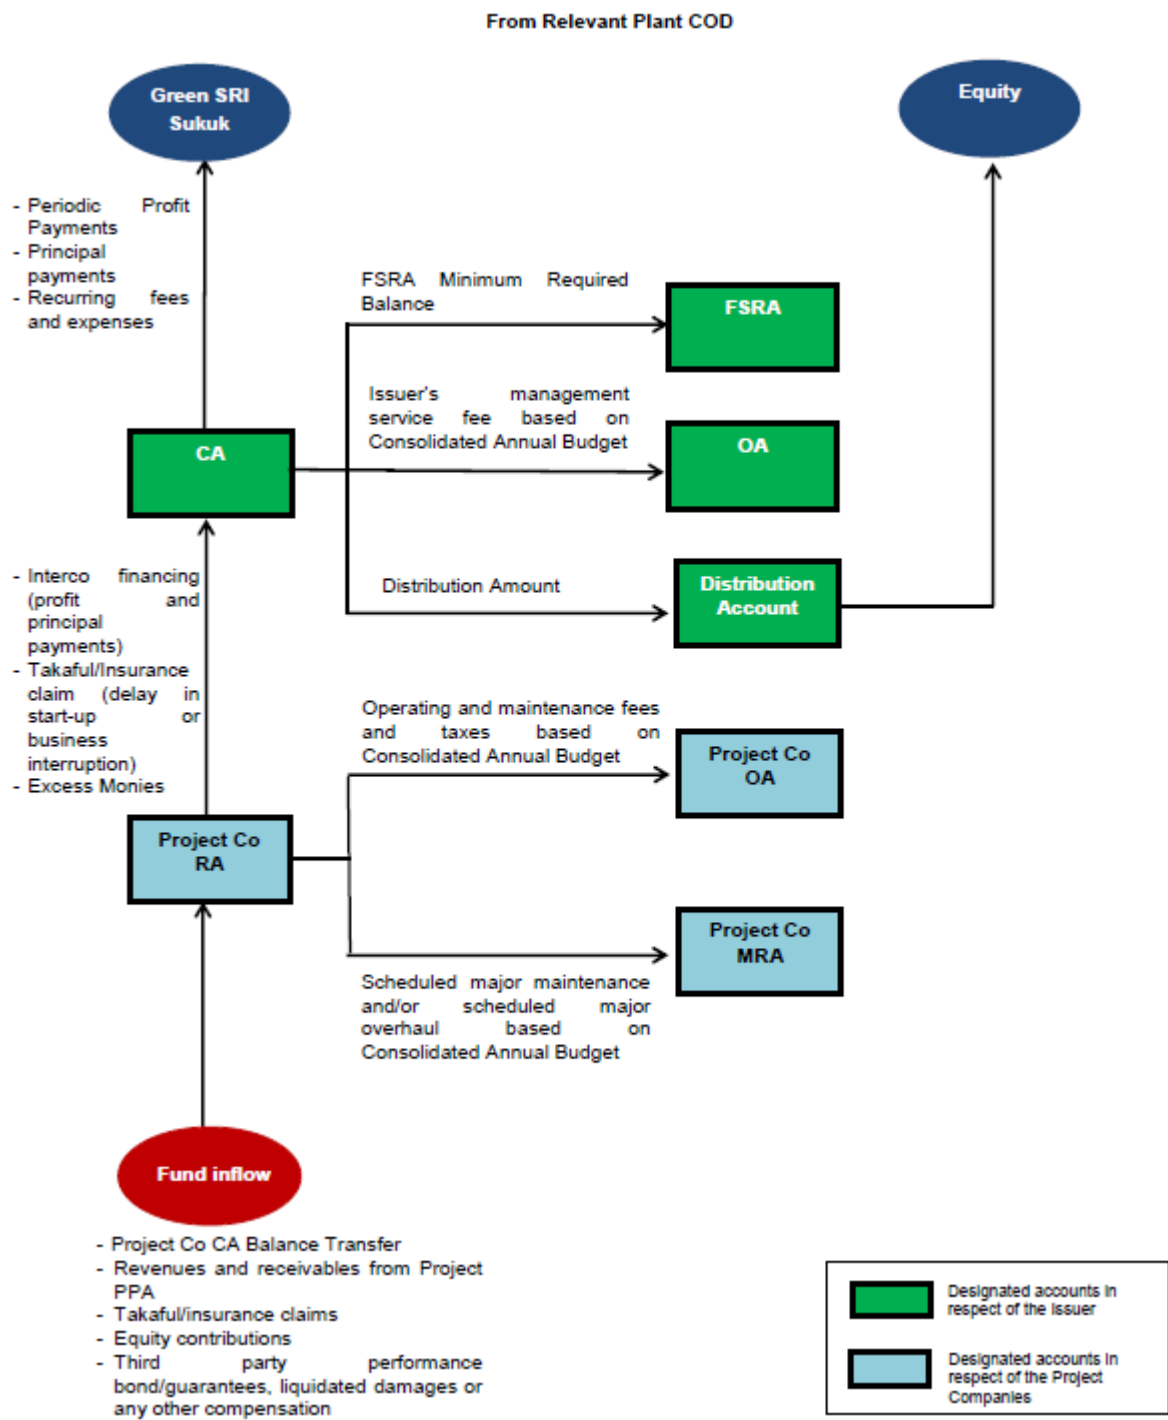 From Relevant Plant COD
Green SRI
Sukuk
Equity
- Periodic Profit
Payments
- Principal
payments
- Recurring fees
and expenses
FSRA Minimum Required
Balance
FSRA
Issuer's management
service fee based on
Consolidated Annual Budget
CA
OA
- Interco financing
(profit and
principal
payments)
- Takaful/Insurance
claim (delay in
start-up or
business
interruption)
- Excess Monies
Distribution Amount
Distribution
Account
Operating and maintenance fees
and taxes based on
Consolidated Annual Budget
Project Co
OA
Project Co
RA
Project Co
MRA
Scheduled major maintenance
and/or scheduled major
overhaul based on
Consolidated Annual Budget
Fund inflow
- Project Co CA Balance Transfer
- Revenues and receivables from Project
PPA
- Takaful/insurance claims
- Equity contributions
- Third party performance
bond/guarantees, liquidated damages or
any other compensation
Designated accounts in
respect of the Issuer
Designated accounts in
respect of the Project
Companies